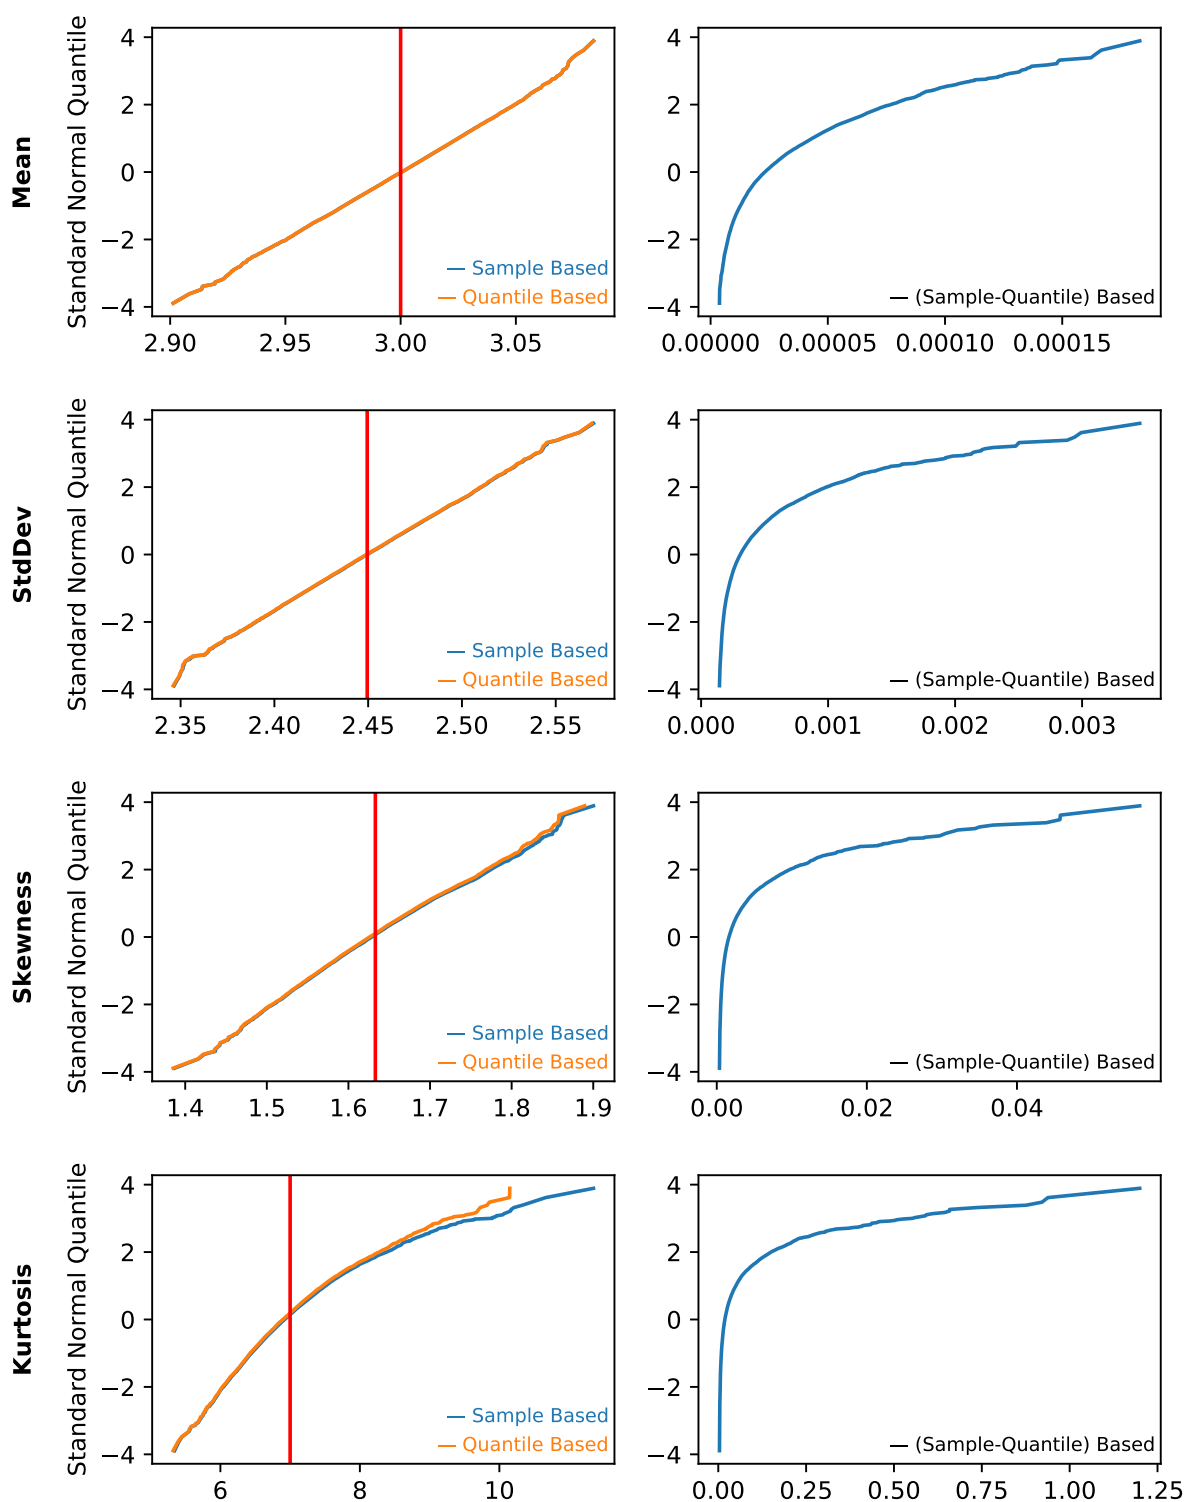 Mean
Standard Normal Quantile
4
2
0
−2
−4
2.90 2.95 3.00 3.05
Sample Based
Quantile Based
4
2
0
−2
−4
0.00000 0.00005 0.00010 0.00015
(Sample-Quantile) Based
StdDev
Standard Normal Quantile
4
2
0
−2
−4
2.35 2.40 2.45 2.50 2.55
Sample Based
Quantile Based
4
2
0
−2
−4
0.000 0.001 0.002 0.003
(Sample-Quantile) Based
Skewness
Standard Normal Quantile
4
2
0
−2
−4
1.4 1.5 1.6 1.7 1.8 1.9
Sample Based
Quantile Based
4
2
0
−2
−4
0.00 0.02 0.04
(Sample-Quantile) Based
Kurtosis
Standard Normal Quantile
4
2
0
−2
−4
6 8 10
Sample Based
Quantile Based
4
2
0
−2
−4
0.00 0.25 0.50 0.75 1.00 1.25
(Sample-Quantile) Based